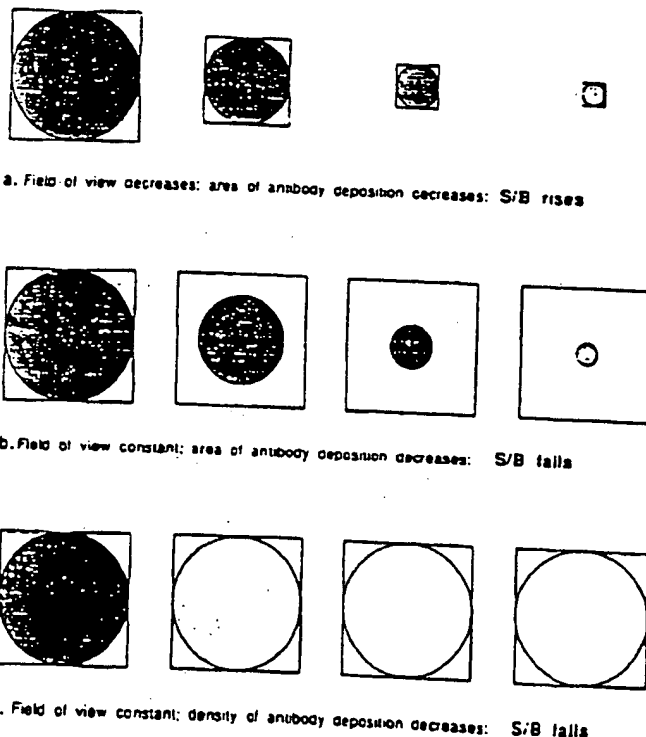 a. Field of view decreases: area of antibody deposition decreases: S/B rises
b. Field of view constant; area of antibody deposition decreases: S/B falls
. Field of view constant; density of antibody deposition decreases: S/B falls